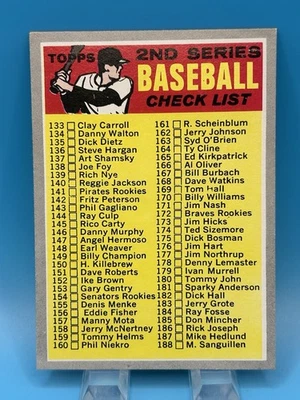 TOPPS 2ND SERIES
BASEBALL
CHECK LIST
133 Clay Carroll
134 Danny Walton
135 Dick Dietz
136 Steve Hargan
137 Art Shamsky
138 Joe Foy
139 Rich Nye
140 Reggie Jackson
141 Pirates Rookies
142 Fritz Peterson
143 Phil Gagliano
144 Ray Culp
145 Rico Carty
146 Danny Murphy
147 Angel Hermoso
148 Earl Weaver
149 Billy Champion
150 H. Killebrew
151 Dave Roberts
152 Ike Brown
153 Gary Gentry
154 Senators Rookies
155 Denis Menke
156 Eddie Fisher
157 Manny Mota
158 Jerry McNertney
159 Tommy Helms
160 Phil Niekro
161 R. Scheinblum
162 Jerry Johnson
163 Syd O'Brien
164 Ty Cline
165 Ed Kirkpatrick
166 Al Oliver
167 Bill Burbach
168 Dave Watkins
169 Tom Hall
170 Billy Williams
171 Jim Nash
172 Braves Rookies
173 Jim Hicks
174 Ted Sizemore
175 Dick Bosman
176 Jim Hart
177 Jim Northrup
178 Denny Lemaster
179 Ivan Murrell
180 Tommy John
181 Sparky Anderson
182 Dick Hall
183 Jerry Grote
184 Ray Fosse
185 Don Mincher
186 Rick Joseph
187 Mike Hedlund
188 M. Sanguillen